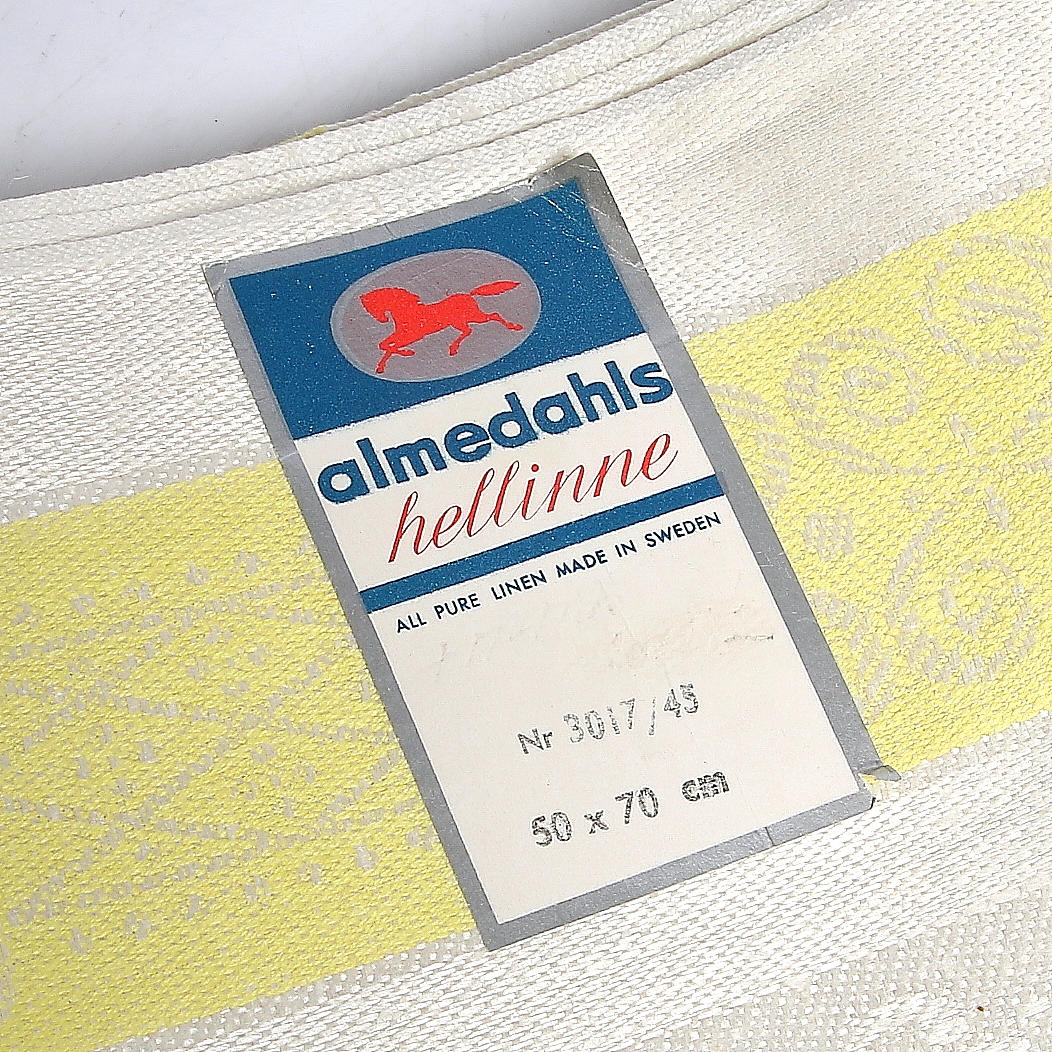 almedahls
hellinne
ALL PURE LINEN MADE IN SWEDEN
Nr 3017/45
50 x 70 cm